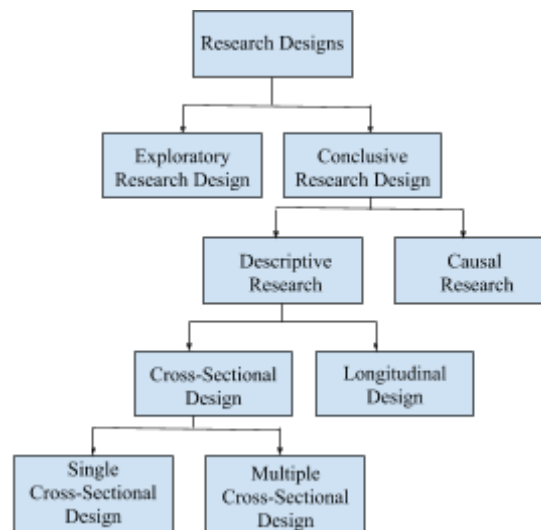 Research Designs
Exploratory
Research Design
Conclusive
Research Design
Descriptive
Research
Causal
Research
Cross-Sectional
Design
Longitudinal
Design
Single
Cross-Sectional
Design
Multiple
Cross-Sectional
Design